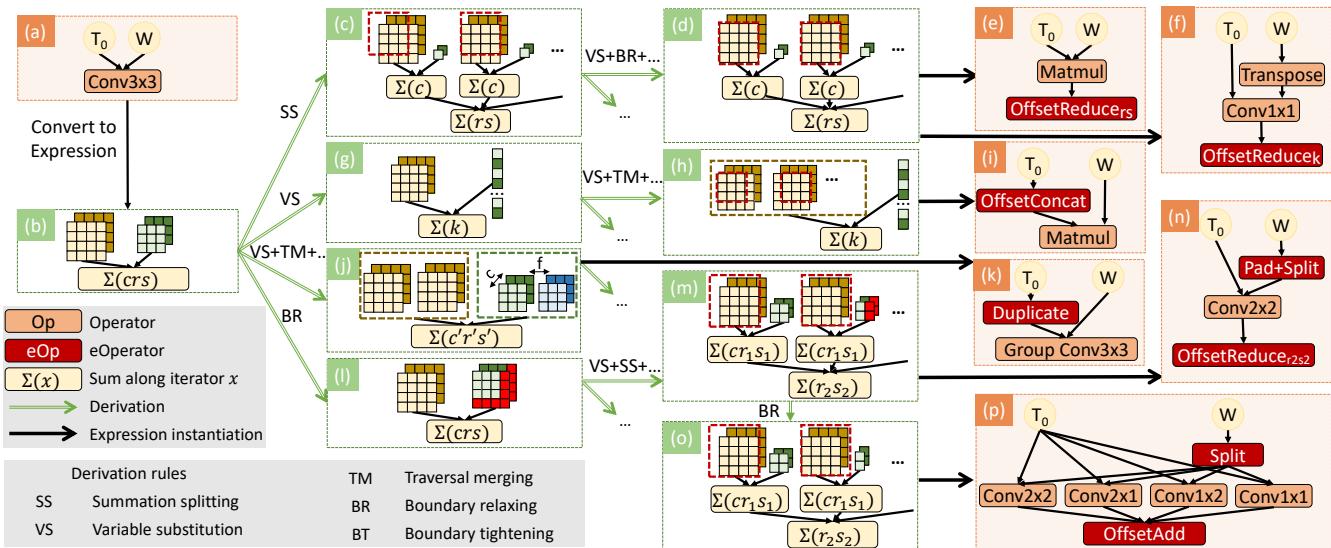 (a)
T0 W
Conv3x3
Convert to
Expression
(b)
Σ(crs)
Op Operator
eOp eOperator
Σ(x) Sum along iterator x
Derivation
Expression instantiation
Derivation rules
SS Summation splitting
VS Variable substitution
TM Traversal merging
BR Boundary relaxing
BT Boundary tightening
SS
VS
VS+TM+..
BR
(c)
...
Σ(c) Σ(c)
Σ(rs)
VS+BR+...
...
(d)
...
Σ(c) Σ(c)
Σ(rs)
(e)
T0 W
Matmul
OffsetReducers
(f)
T0 W
Transpose
Conv1x1
OffsetReducek
(g)
...
Σ(k)
VS+TM+...
...
(h)
...
...
Σ(k)
(i)
T0 W
OffsetConcat
Matmul
(j)
c f
Σ(c'r's')
...
(k)
T0 W
Duplicate
Group Conv3x3
(l)
Σ(crs)
VS+SS+...
...
(m)
...
Σ(cr1s1) Σ(cr1s1)
Σ(r2s2)
BR
(n)
T0 W
Pad+Split
Conv2x2
OffsetReducer2s2
(o)
...
Σ(cr1s1) Σ(cr1s1)
Σ(r2s2)
(p)
T0 W
Split
Conv2x2 Conv2x1 Conv1x2 Conv1x1
OffsetAdd